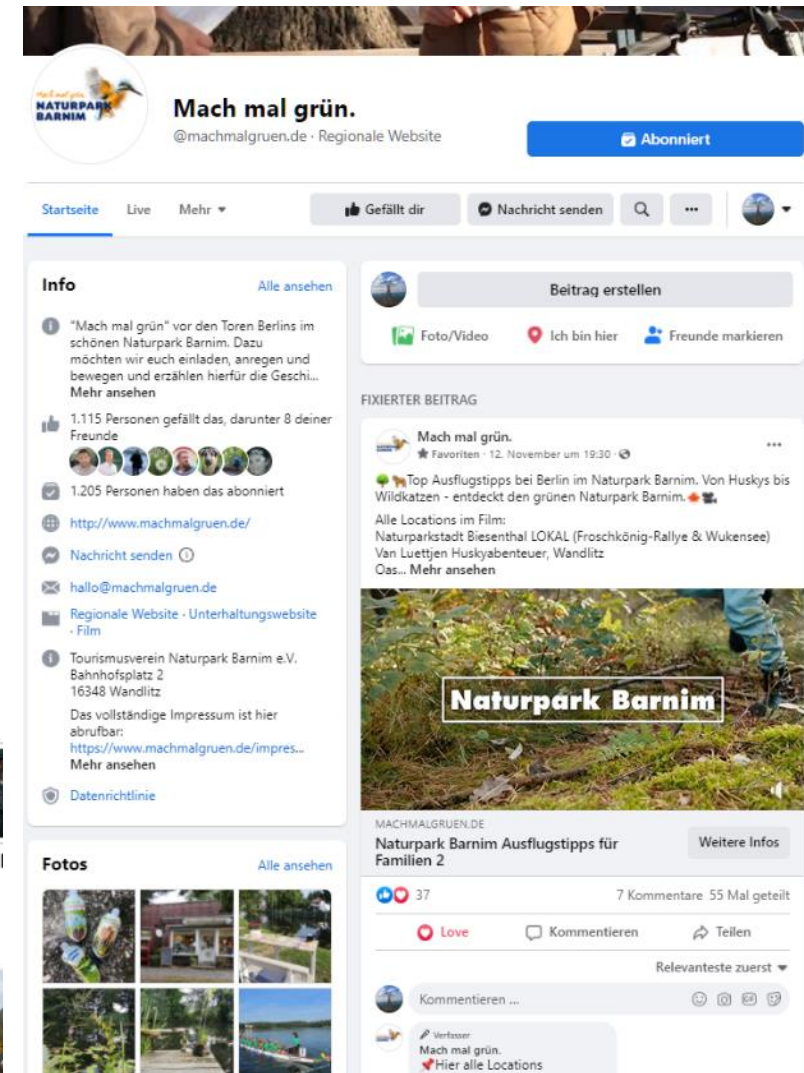 Mach mal grün
NATURPARK
BARNIM
Mach mal grün.
@machmalgruen.de · Regionale Website
Abonniert
Startseite Live Mehr
Gefällt dir Nachricht senden
Info Alle ansehen
"Mach mal grün" vor den Toren Berlins im
schönen Naturpark Barnim. Dazu
möchten wir euch einladen, anregen und
bewegen und erzählen hierfür die Geschi...
Mehr ansehen
1.115 Personen gefällt das, darunter 8 deiner
Freunde
1.205 Personen haben das abonniert
http://www.machmalgruen.de/
Nachricht senden
hallo@machmalgruen.de
Regionale Website · Unterhaltungswebsite
· Film
Tourismusverein Naturpark Barnim e.V.
Bahnhofsplatz 2
16348 Wandlitz
Das vollständige Impressum ist hier
abrufbar:
https://www.machmalgruen.de/impres...
Mehr ansehen
Datenrichtlinie
Fotos Alle ansehen
Beitrag erstellen
Foto/Video Ich bin hier Freunde markieren
FIXIERTER BEITRAG
Mach mal grün.
Favoriten · 12. November um 19:30 ·
Top Ausflugstipps bei Berlin im Naturpark Barnim. Von Huskys bis
Wildkatzen - entdeckt den grünen Naturpark Barnim.
Alle Locations im Film:
Naturparkstadt Biesenthal LOKAL (Froschkönig-Rallye & Wukensee)
Van Luettjen Huskyabenteuer, Wandlitz
Oas... Mehr ansehen
Naturpark Barnim
MACHMALGRUEN.DE
Naturpark Barnim Ausflugstipps für
Familien 2
Weitere Infos
37 7 Kommentare 55 Mal geteilt
Love Kommentieren Teilen
Relevanteste zuerst
Kommentieren ...
Verfasser
Mach mal grün.
Hier alle Locations